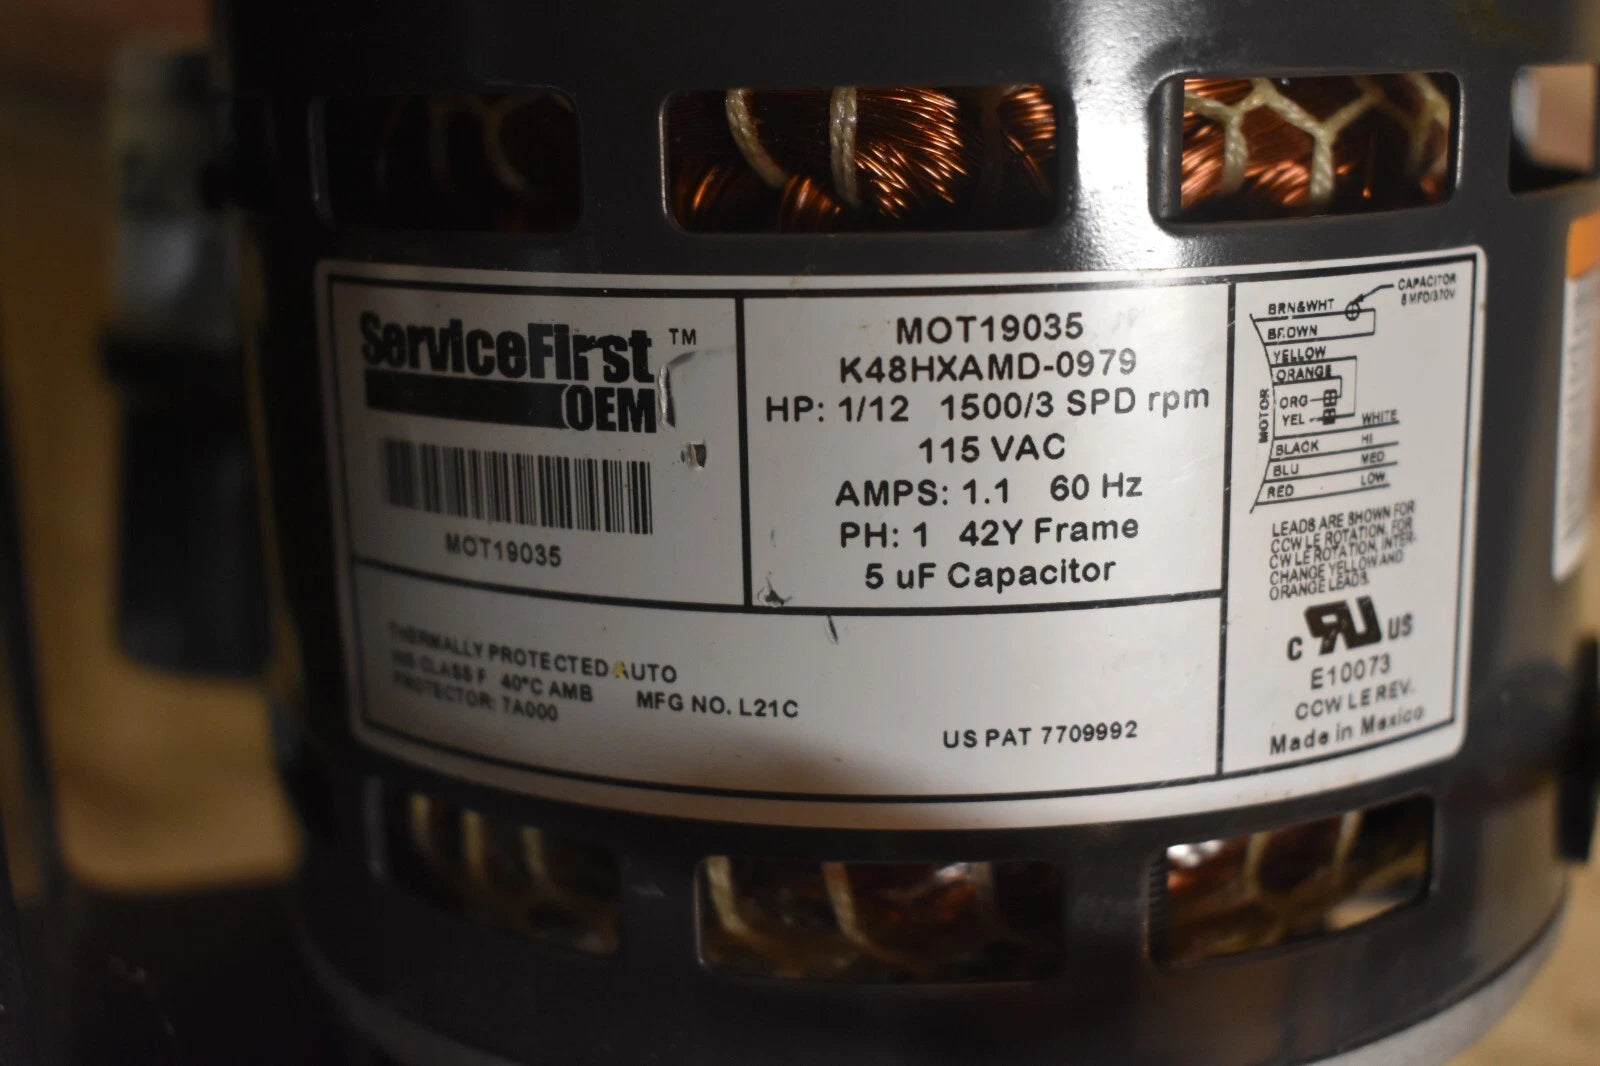 ServiceFirst™
OEM
MOT19035
MOT19035
K48HXAMD-0979
HP: 1/12 1500/3 SPD rpm
115 VAC
AMPS: 1.1 60 Hz
PH: 1 42Y Frame
5 uF Capacitor
THERMALLY PROTECTED AUTO
INS CLASS F 40°C AMB MFG NO. L21C
PROTECTOR: 7A000
US PAT 7709992
CAPACITOR
5 MFD/370V
BRN&WHT
BROWN
YELLOW
ORANGE
MOTOR
ORG
YEL
WHITE
BLACK HI
BLU MED
RED LOW
LEADS ARE SHOWN FOR
CCW LE ROTATION, FOR
CW LE ROTATION, INTER-
CHANGE YELLOW AND
ORANGE LEADS.
C RU US
E10073
CCW LE REV.
Made in Mexico